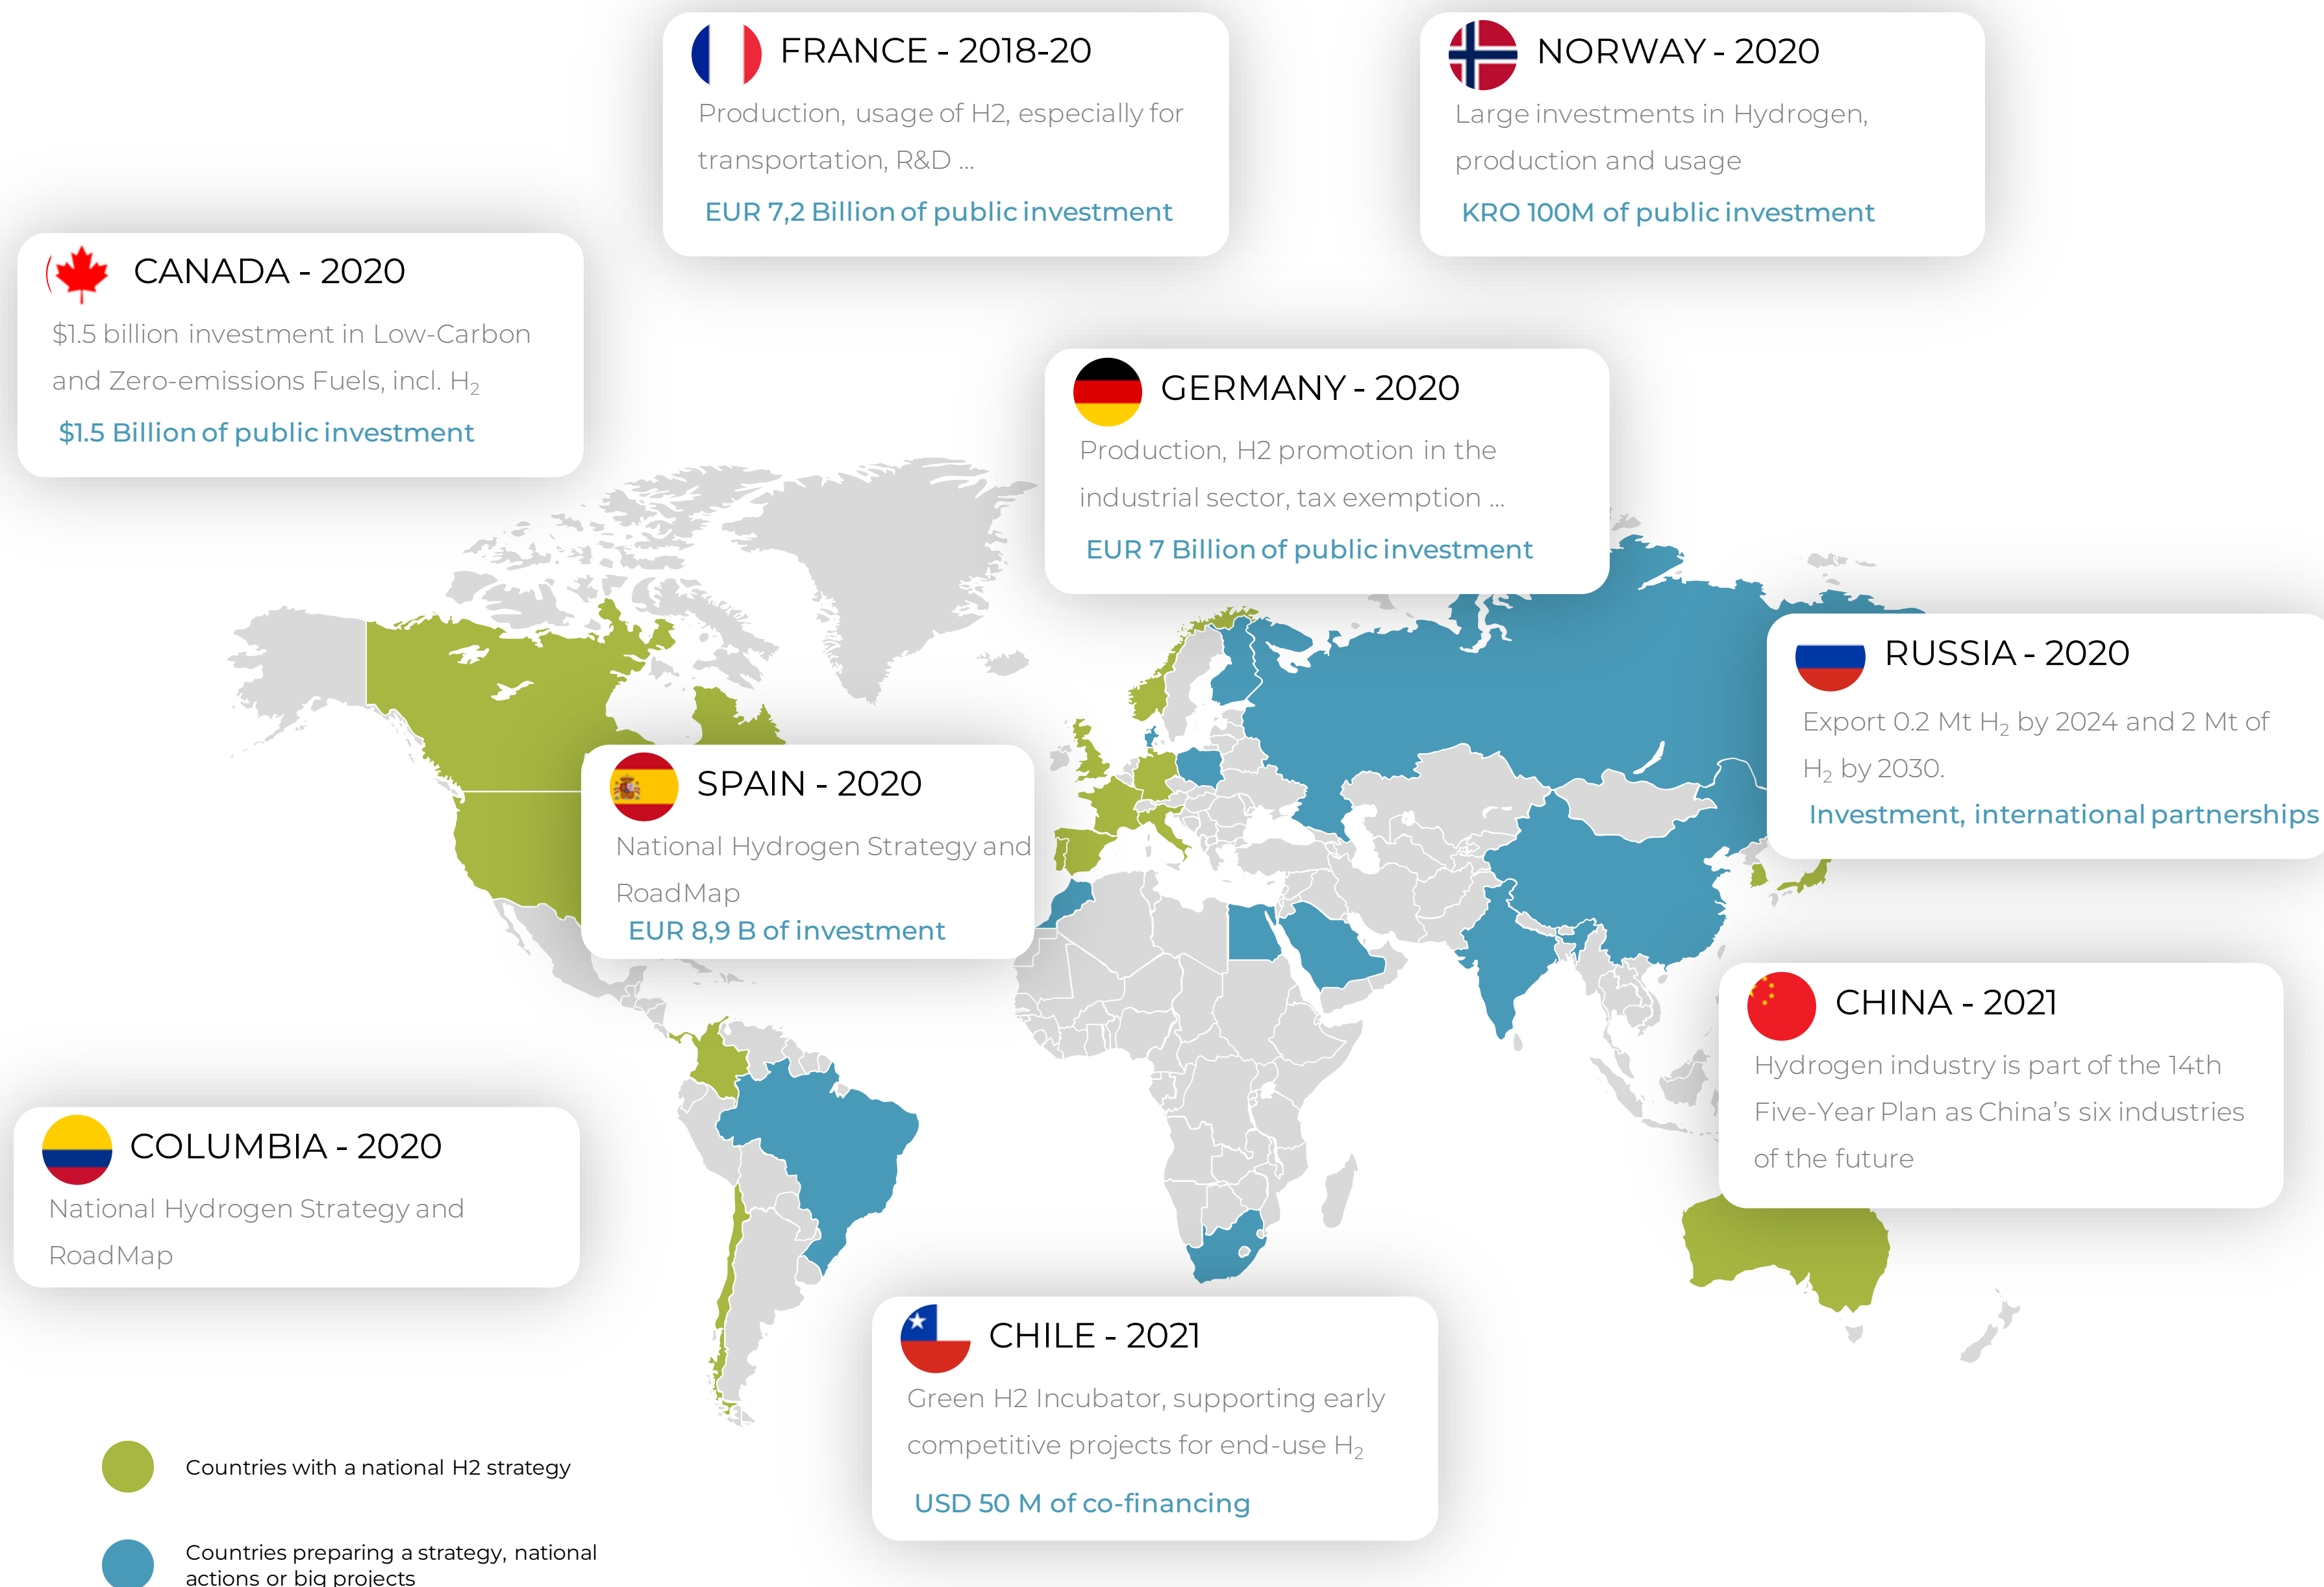 FRANCE - 2018-20
Production, usage of H2, especially for
transportation, R&D ...
EUR 7,2 Billion of public investment
NORWAY - 2020
Large investments in Hydrogen,
production and usage
KRO 100M of public investment
CANADA - 2020
$1.5 billion investment in Low-Carbon
and Zero-emissions Fuels, incl. H₂
$1.5 Billion of public investment
GERMANY - 2020
Production, H2 promotion in the
industrial sector, tax exemption ...
EUR 7 Billion of public investment
RUSSIA - 2020
Export 0.2 Mt H₂ by 2024 and 2 Mt of
H₂ by 2030.
Investment, international partnerships
SPAIN - 2020
National Hydrogen Strategy and
RoadMap
EUR 8,9 B of investment
CHINA - 2021
Hydrogen industry is part of the 14th
Five-Year Plan as China’s six industries
of the future
COLUMBIA - 2020
National Hydrogen Strategy and
RoadMap
CHILE - 2021
Green H2 Incubator, supporting early
competitive projects for end-use H₂
USD 50 M of co-financing
Countries with a national H2 strategy
Countries preparing a strategy, national
actions or big projects